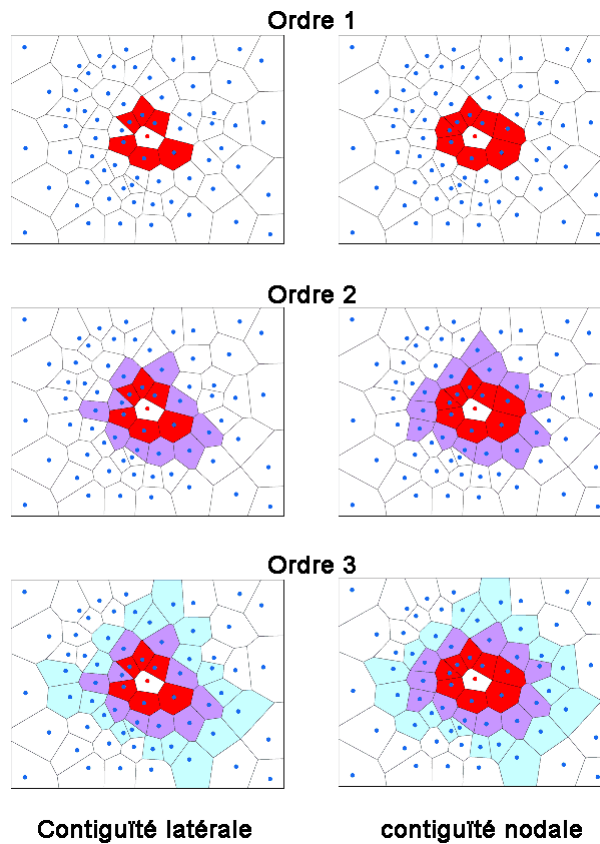 Ordre 1
Ordre 2
Ordre 3
Contiguïté latérale
contiguïté nodale